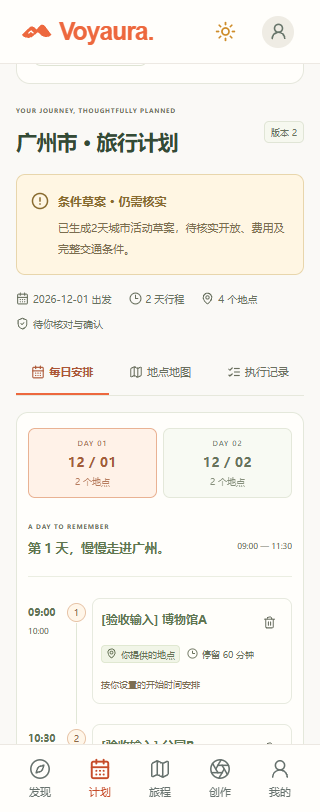 Voyaura.
YOUR JOURNEY, THOUGHTFULLY PLANNED
广州市 • 旅行计划
版本 2
条件草案 · 仍需核实
已生成2天城市活动草案，待核实开放、费用及
完整交通条件。
2026-12-01 出发
2 天行程
4 个地点
待你核对与确认
每日安排
地点地图
执行记录
DAY 01
12 / 01
2 个地点
DAY 02
12 / 02
2 个地点
A DAY TO REMEMBER
第 1 天，慢慢走进广州。
09:00 — 11:30
09:00
10:00
1
[验收输入] 博物馆A
你提供的地点
停留 60 分钟
按你设置的开始时间安排
10:30
2
发现
计划
旅程
创作
我的